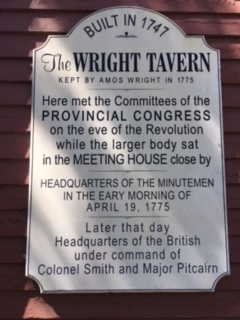 BUILT IN 1747
The WRIGHT TAVERN
KEPT BY AMOS WRIGHT IN 1775
Here met the Committees of the
PROVINCIAL CONGRESS
on the eve of the Revolution
while the larger body sat
in the MEETING HOUSE close by
HEADQUARTERS OF THE MINUTEMEN
IN THE EARY MORNING OF
APRIL 19, 1775
Later that day
Headquarters of the British
under command of
Colonel Smith and Major Pitcairn